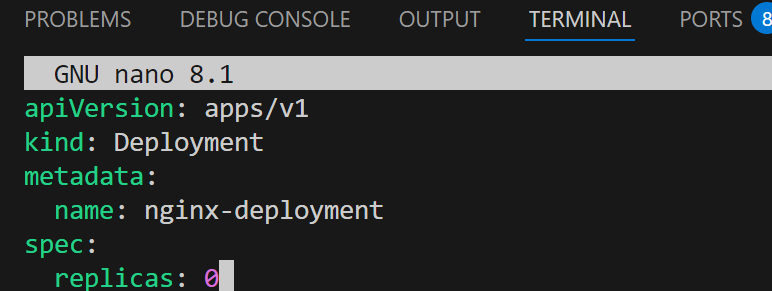 PROBLEMS DEBUG CONSOLE OUTPUT TERMINAL PORTS 8
GNU nano 8.1
apiVersion: apps/v1
kind: Deployment
metadata:
  name: nginx-deployment
spec:
  replicas: 0